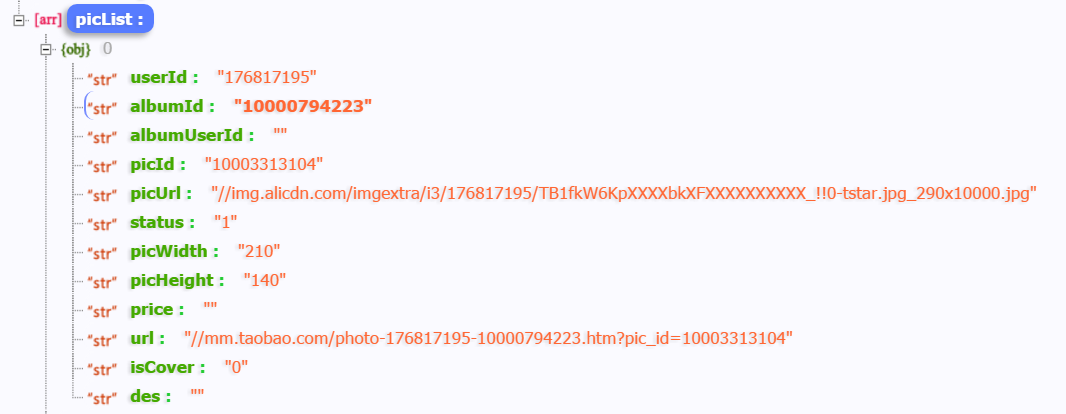 [arr] picList :
{obj} 0
"str" userId : "176817195"
"str" albumId : "10000794223"
"str" albumUserId : ""
"str" picId : "10003313104"
"str" picUrl : "//img.alicdn.com/imgextra/i3/176817195/TB1fkW6KpXXXXbkXFXXXXXXXXXX_!!0-tstar.jpg_290x10000.jpg"
"str" status : "1"
"str" picWidth : "210"
"str" picHeight : "140"
"str" price : ""
"str" url : "//mm.taobao.com/photo-176817195-10000794223.htm?pic_id=10003313104"
"str" isCover : "0"
"str" des : ""